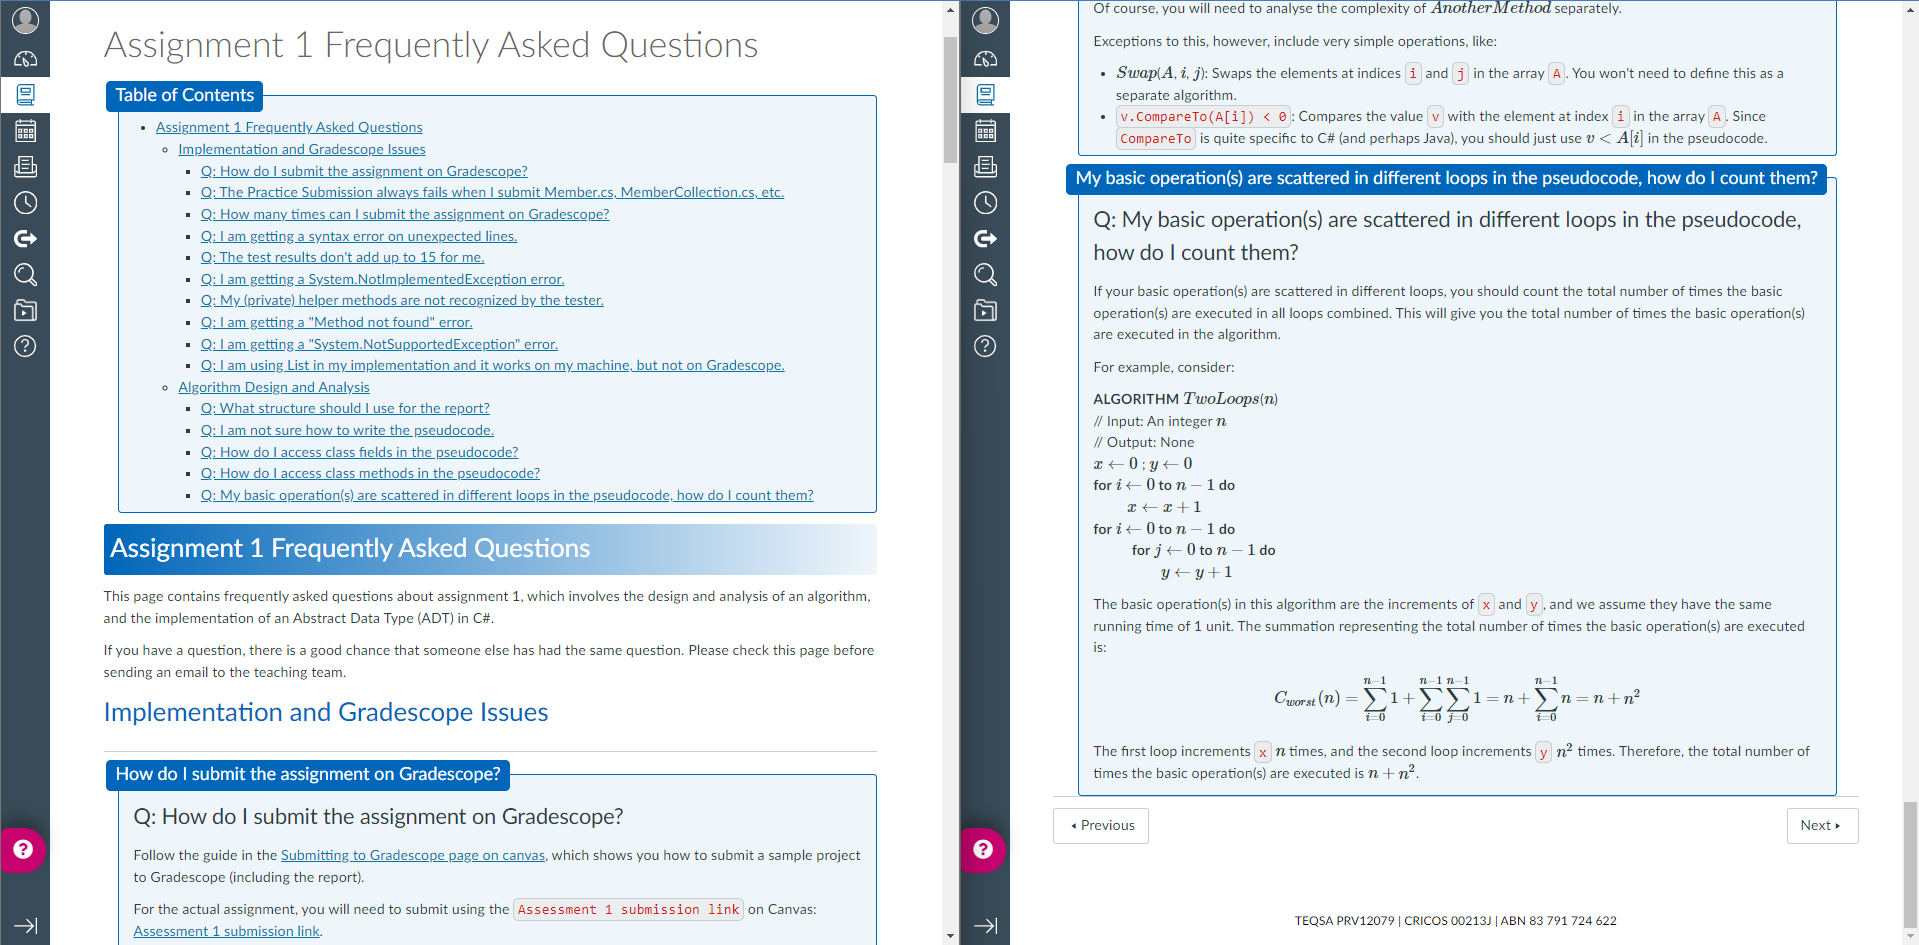 Assignment 1 Frequently Asked Questions
Table of Contents
• Assignment 1 Frequently Asked Questions
◦ Implementation and Gradescope Issues
▪ Q: How do I submit the assignment on Gradescope?
▪ Q: The Practice Submission always fails when I submit Member.cs, MemberCollection.cs, etc.
▪ Q: How many times can I submit the assignment on Gradescope?
▪ Q: I am getting a syntax error on unexpected lines.
▪ Q: The test results don't add up to 15 for me.
▪ Q: I am getting a System.NotImplementedException error.
▪ Q: My (private) helper methods are not recognized by the tester.
▪ Q: I am getting a "Method not found" error.
▪ Q: I am getting a "System.NotSupportedException" error.
▪ Q: I am using List in my implementation and it works on my machine, but not on Gradescope.
◦ Algorithm Design and Analysis
▪ Q: What structure should I use for the report?
▪ Q: I am not sure how to write the pseudocode.
▪ Q: How do I access class fields in the pseudocode?
▪ Q: How do I access class methods in the pseudocode?
▪ Q: My basic operation(s) are scattered in different loops in the pseudocode, how do I count them?
Assignment 1 Frequently Asked Questions
This page contains frequently asked questions about assignment 1, which involves the design and analysis of an algorithm,
and the implementation of an Abstract Data Type (ADT) in C#.
If you have a question, there is a good chance that someone else has had the same question. Please check this page before
sending an email to the teaching team.
Implementation and Gradescope Issues
How do I submit the assignment on Gradescope?
Q: How do I submit the assignment on Gradescope?
Follow the guide in the Submitting to Gradescope page on canvas, which shows you how to submit a sample project
to Gradescope (including the report).
For the actual assignment, you will need to submit using the Assessment 1 submission link on Canvas:
Assessment 1 submission link.
Of course, you will need to analyse the complexity of AnotherMethod separately.
Exceptions to this, however, include very simple operations, like:
• Swap(A, i, j): Swaps the elements at indices i and j in the array A. You won't need to define this as a
separate algorithm.
• v.CompareTo(A[i]) < 0: Compares the value v with the element at index i in the array A. Since
CompareTo is quite specific to C# (and perhaps Java), you should just use v < A[i] in the pseudocode.
My basic operation(s) are scattered in different loops in the pseudocode, how do I count them?
Q: My basic operation(s) are scattered in different loops in the pseudocode,
how do I count them?
If your basic operation(s) are scattered in different loops, you should count the total number of times the basic
operation(s) are executed in all loops combined. This will give you the total number of times the basic operation(s)
are executed in the algorithm.
For example, consider:
ALGORITHM TwoLoops(n)
// Input: An integer n
// Output: None
x ← 0 ; y ← 0
for i ← 0 to n − 1 do
x ← x + 1
for i ← 0 to n − 1 do
for j ← 0 to n − 1 do
y ← y + 1
The basic operation(s) in this algorithm are the increments of x and y, and we assume they have the same
running time of 1 unit. The summation representing the total number of times the basic operation(s) are executed
is:
C_worst(n) = ∑_{i=0}^{n−1} 1 + ∑_{i=0}^{n−1} ∑_{j=0}^{n−1} 1 = n + ∑_{i=0}^{n−1} n = n + n²
The first loop increments x n times, and the second loop increments y n² times. Therefore, the total number of
times the basic operation(s) are executed is n + n².
◂ Previous
Next ▸
TEQSA PRV12079 | CRICOS 00213J | ABN 83 791 724 622